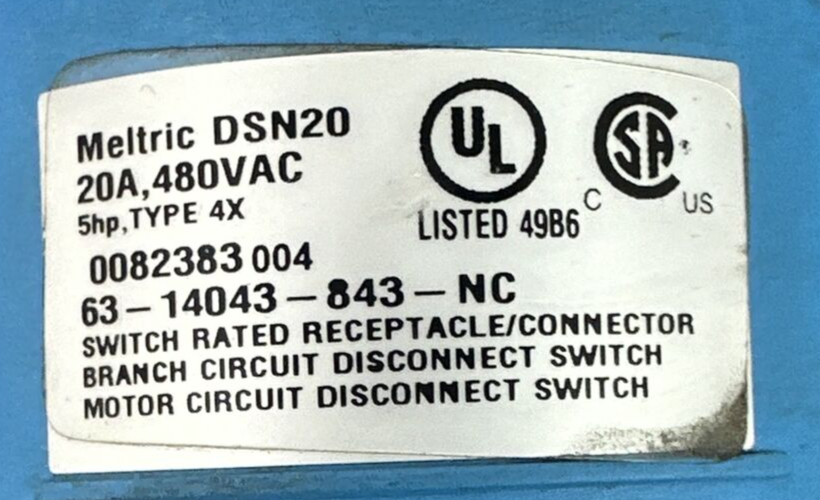 Meltric DSN20
20A,480VAC
5hp,TYPE 4X
UL
LISTED 49B6
C SA US
0082383 004
63-14043-843-NC
SWITCH RATED RECEPTACLE/CONNECTOR
BRANCH CIRCUIT DISCONNECT SWITCH
MOTOR CIRCUIT DISCONNECT SWITCH